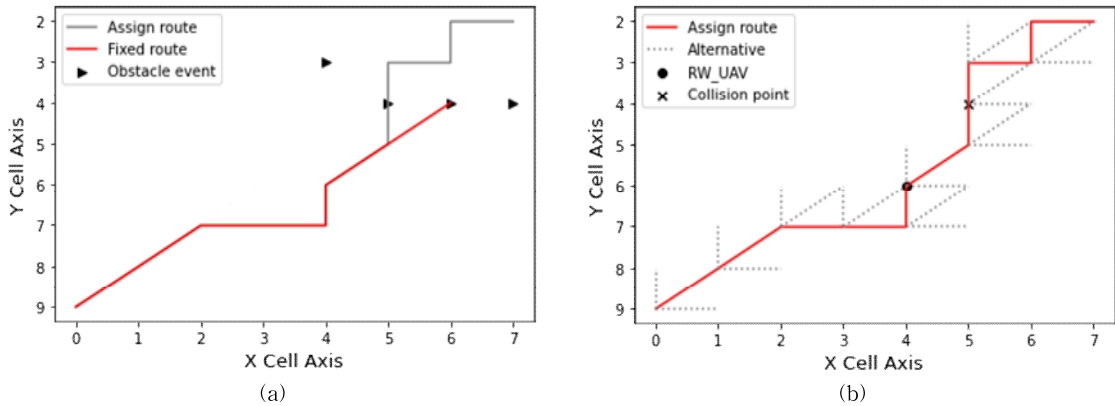 Assign route
Fixed route
Obstacle event
2
3
4
5
6
7
8
9
Y Cell Axis
0 1 2 3 4 5 6 7
X Cell Axis
(a)
Assign route
Alternative
RW_UAV
Collision point
2
3
4
5
6
7
8
9
Y Cell Axis
0 1 2 3 4 5 6 7
X Cell Axis
(b)